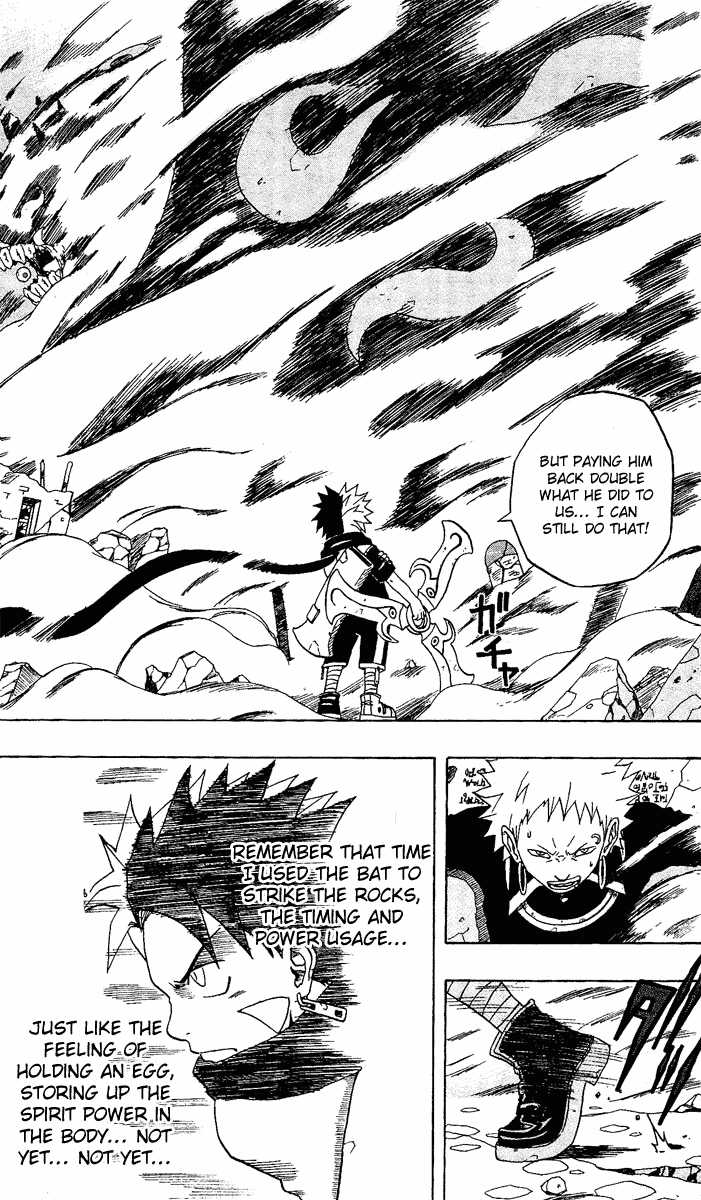 BUT PAYING HIM
BACK DOUBLE
WHAT HE DID TO
US... I CAN
STILL DO THAT!
ガチャ
REMEMBER THAT TIME
I USED THE BAT TO
STRIKE THE ROCKS,
THE TIMING AND
POWER USAGE...
JUST LIKE THE
FEELING OF
HOLDING AN EGG,
STORING UP THE
SPIRIT POWER IN
THE BODY... NOT
YET... NOT YET...